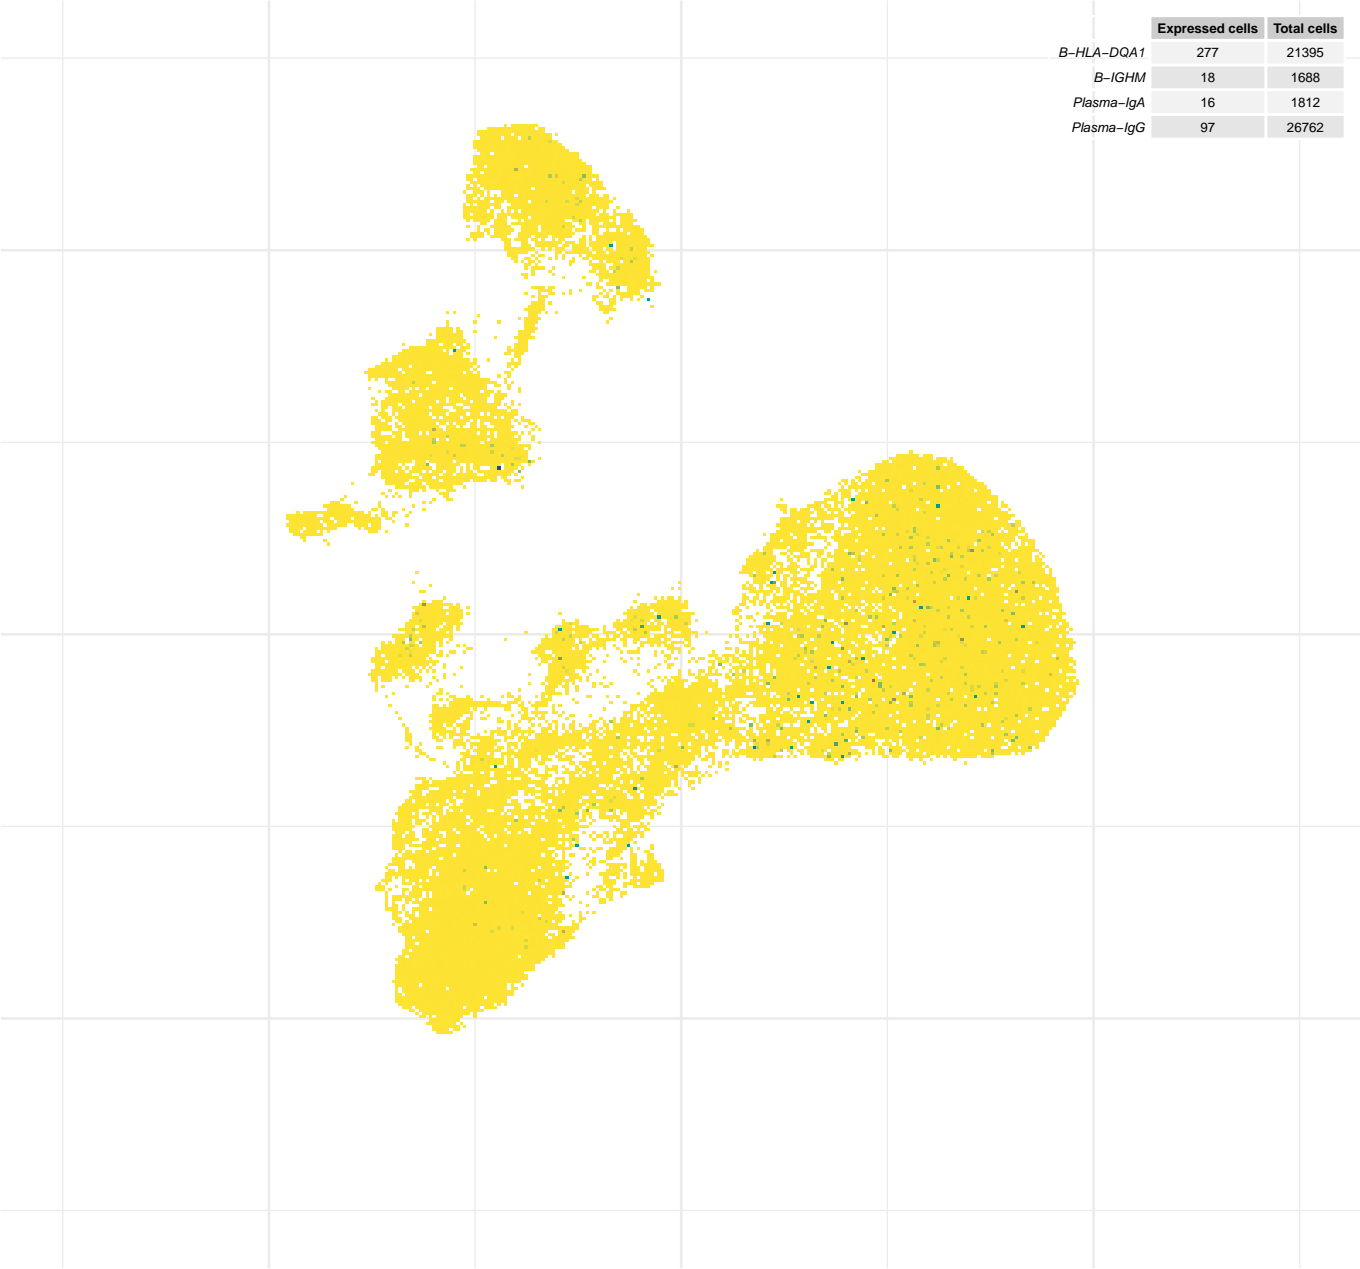 Expressed cells Total cells
B−HLA−DQA1 277 21395
B−IGHM 18 1688
Plasma−IgA 16 1812
Plasma−IgG 97 26762